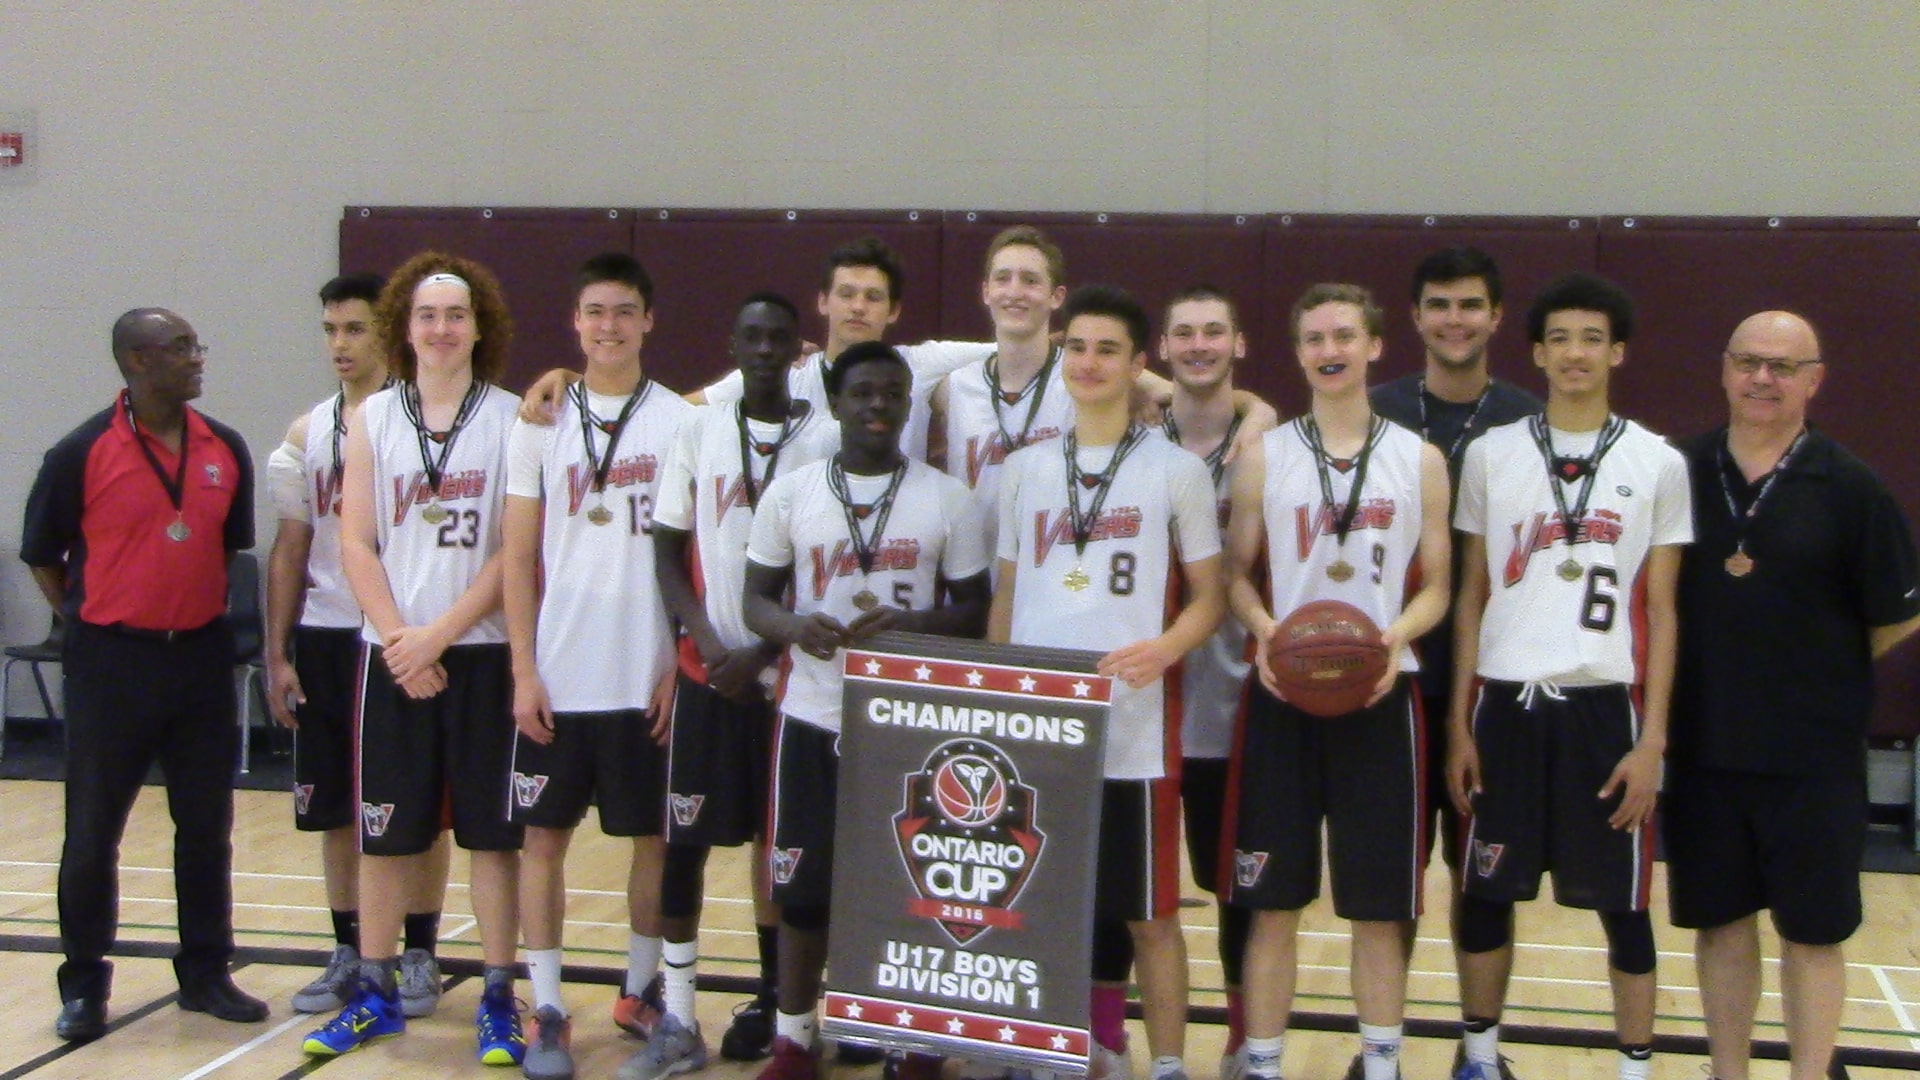 VIPERS
23
VIPERS
13
VIPERS
5
VIPERS
8
VIPERS
9
VIPERS
6
CHAMPIONS
ONTARIO
CUP
2016
U17 BOYS
DIVISION 1